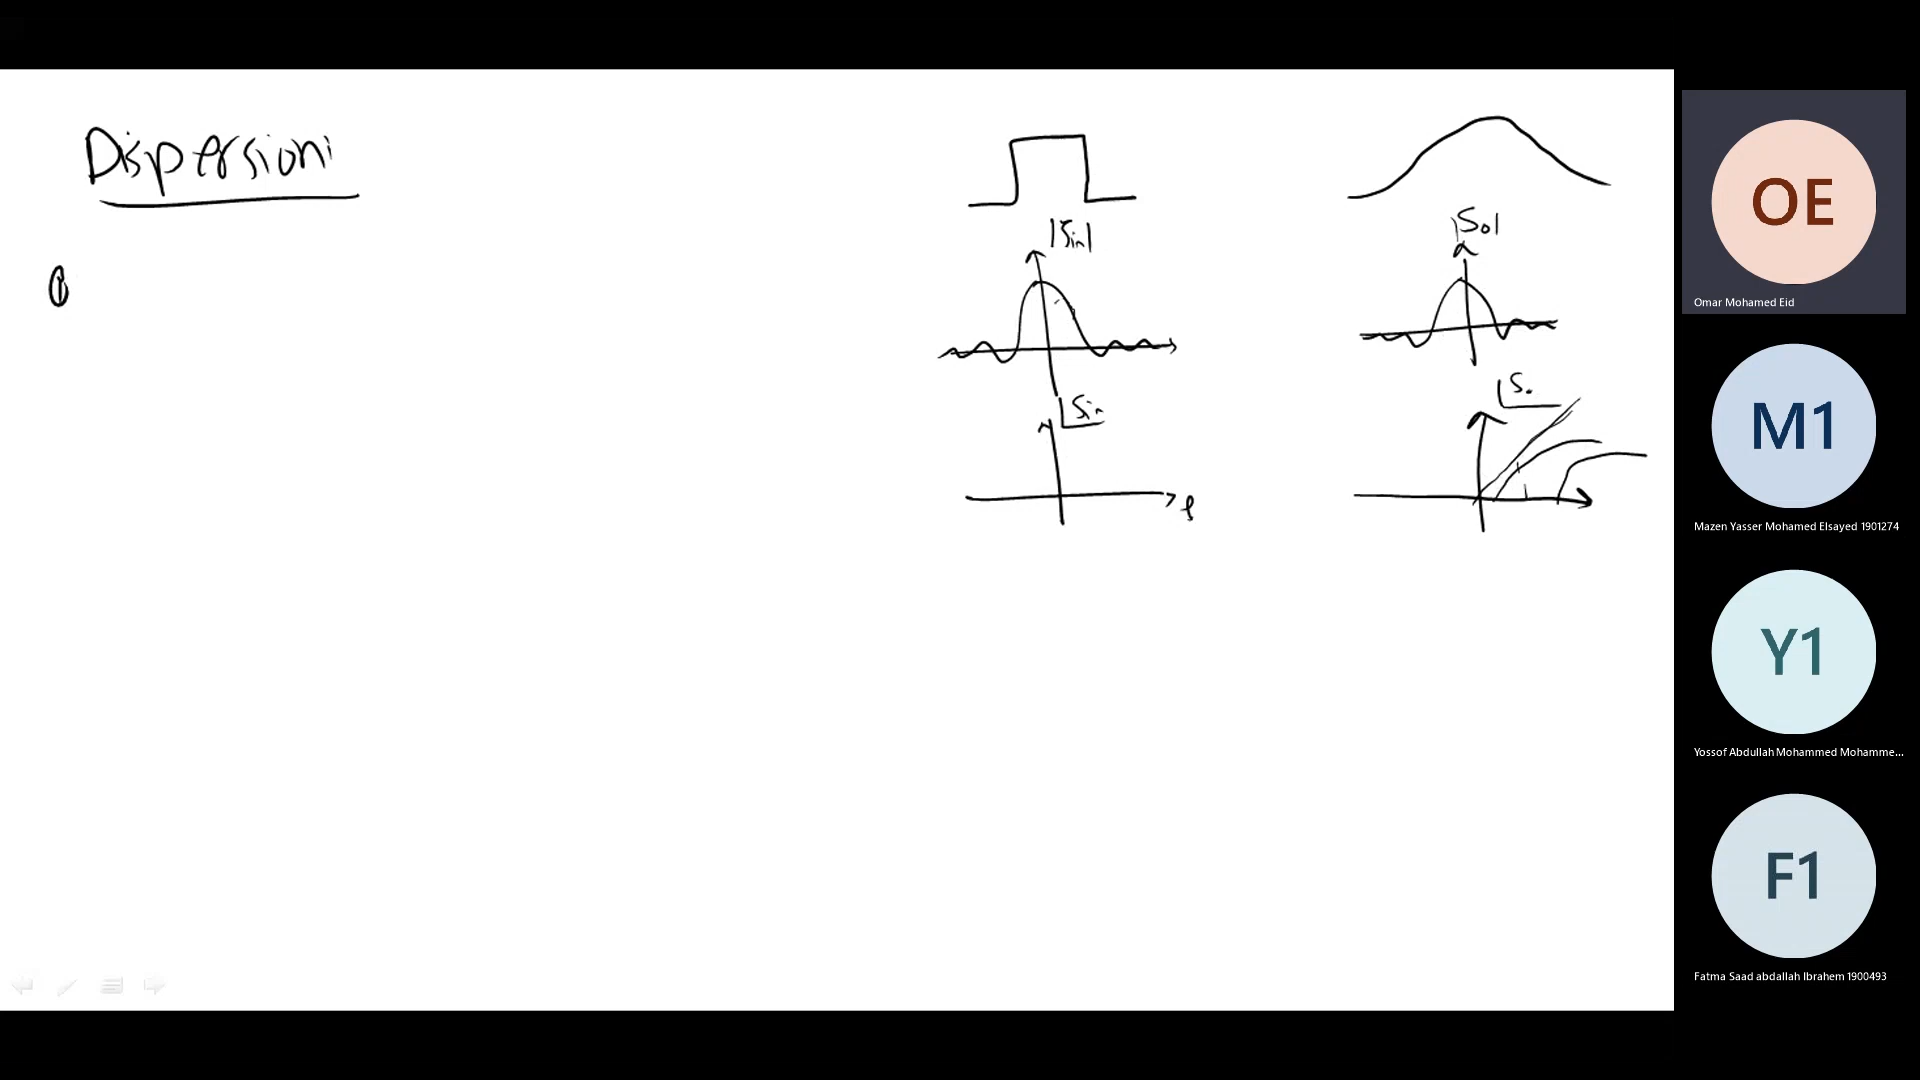 Dispersion:
①
|Sin|
|So|
∠Sin
f
∠So
OE
Omar Mohamed Eid
M1
Mazen Yasser Mohamed Elsayed 1901274
Y1
Yossof Abdullah Mohammed Mohamme...
F1
Fatma Saad abdallah Ibrahem 1900493